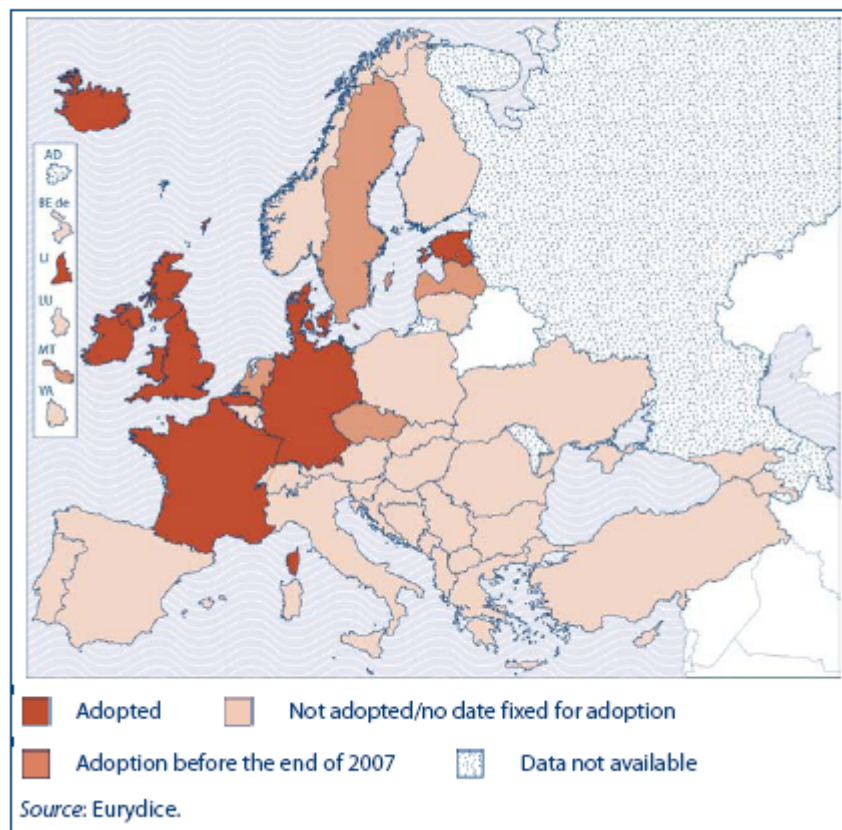 AD
BE de
LI
LU
MT
VA
Adopted
Not adopted/no date fixed for adoption
Adoption before the end of 2007
Data not available
Source: Eurydice.